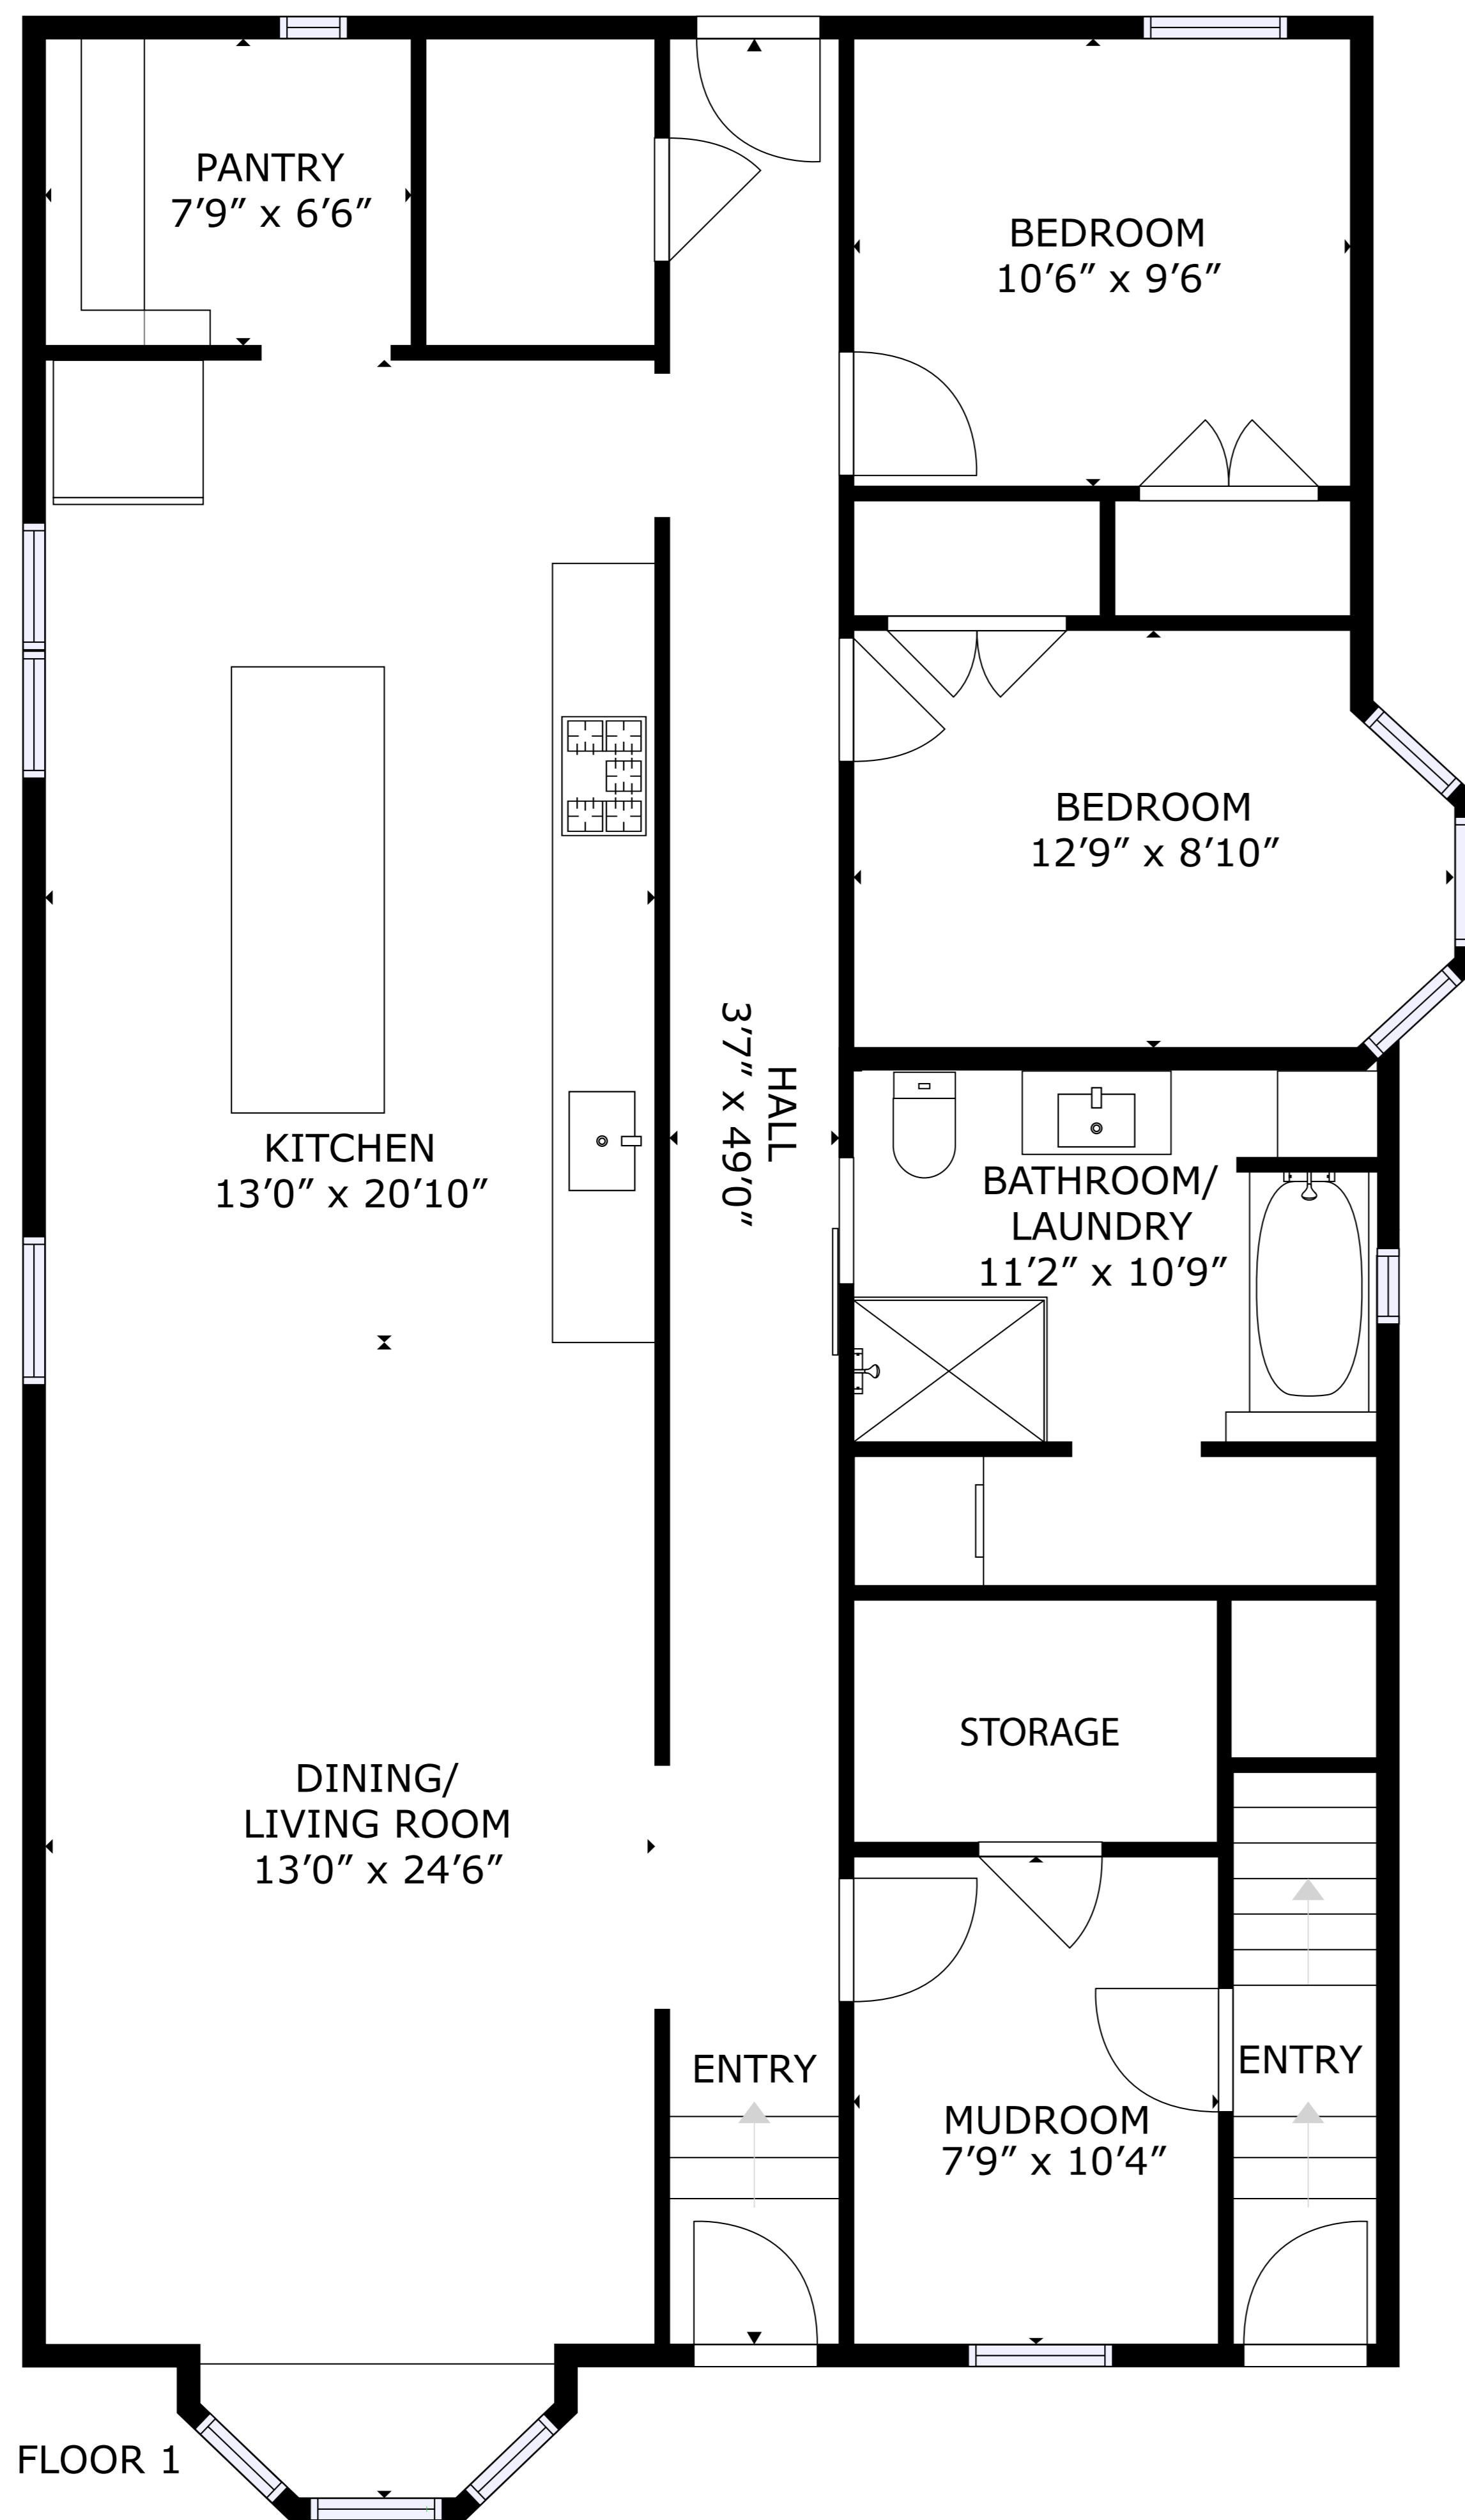 PANTRY
7'9" x 6'6"
BEDROOM
10'6" x 9'6"
BEDROOM
12'9" x 8'10"
HALL
3'7" x 49'0"
KITCHEN
13'0" x 20'10"
BATHROOM/
LAUNDRY
11'2" x 10'9"
STORAGE
DINING/
LIVING ROOM
13'0" x 24'6"
ENTRY
ENTRY
MUDROOM
7'9" x 10'4"
FLOOR 1